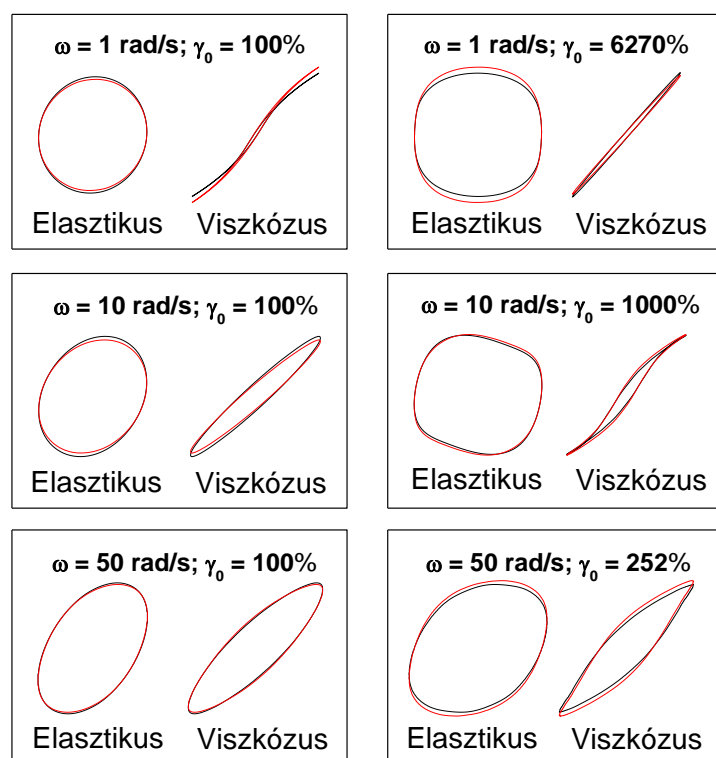 ω = 1 rad/s; γ₀ = 100%
Elasztikus Viszkózus
ω = 1 rad/s; γ₀ = 6270%
Elasztikus Viszkózus
ω = 10 rad/s; γ₀ = 100%
Elasztikus Viszkózus
ω = 10 rad/s; γ₀ = 1000%
Elasztikus Viszkózus
ω = 50 rad/s; γ₀ = 100%
Elasztikus Viszkózus
ω = 50 rad/s; γ₀ = 252%
Elasztikus Viszkózus